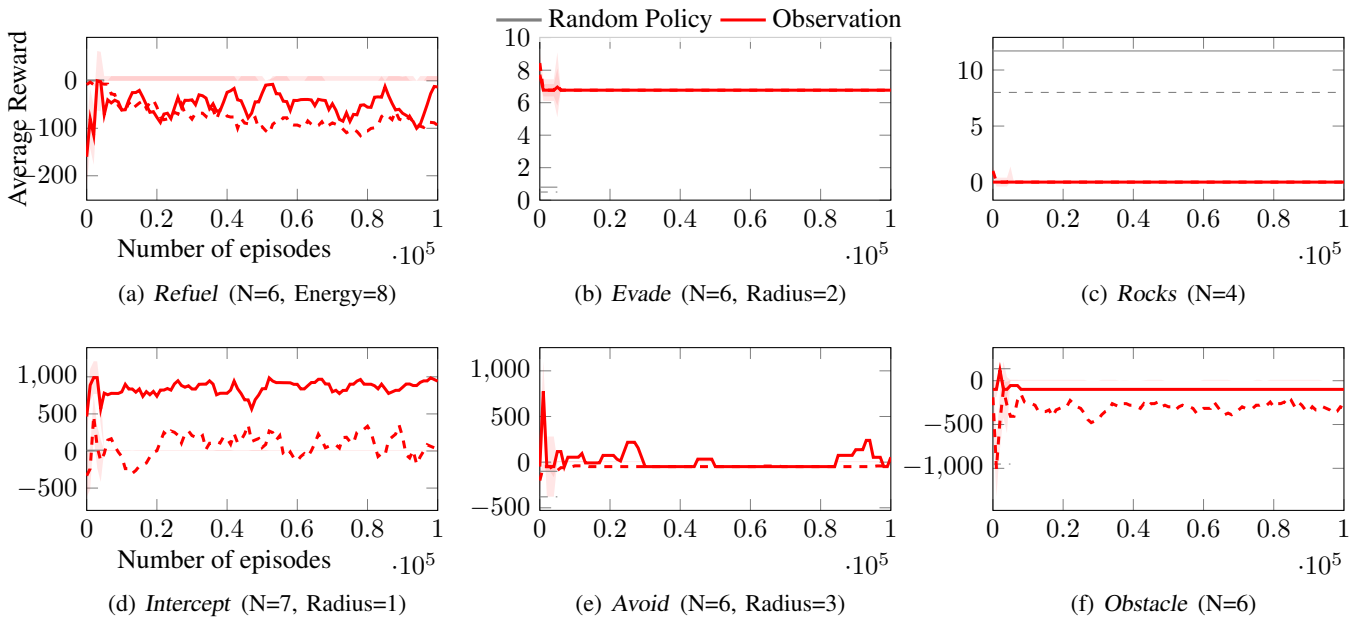 Random Policy Observation
Average Reward
0
−100
−200
0 0.2 0.4 0.6 0.8 1
Number of episodes
·10^5
(a) Refuel (N=6, Energy=8)
10
8
6
4
2
0
0 0.2 0.4 0.6 0.8 1
·10^5
(b) Evade (N=6, Radius=2)
12
5
0
0 0.2 0.4 0.6 0.8 1
·10^5
(c) Rocks (N=4)
1,000
500
0
−500
0 0.2 0.4 0.6 0.8 1
Number of episodes
·10^5
(d) Intercept (N=7, Radius=1)
1,000
500
0
−500
0 0.2 0.4 0.6 0.8 1
·10^5
(e) Avoid (N=6, Radius=3)
0
−500
−1,000
0 0.2 0.4 0.6 0.8 1
·10^5
(f) Obstacle (N=6)